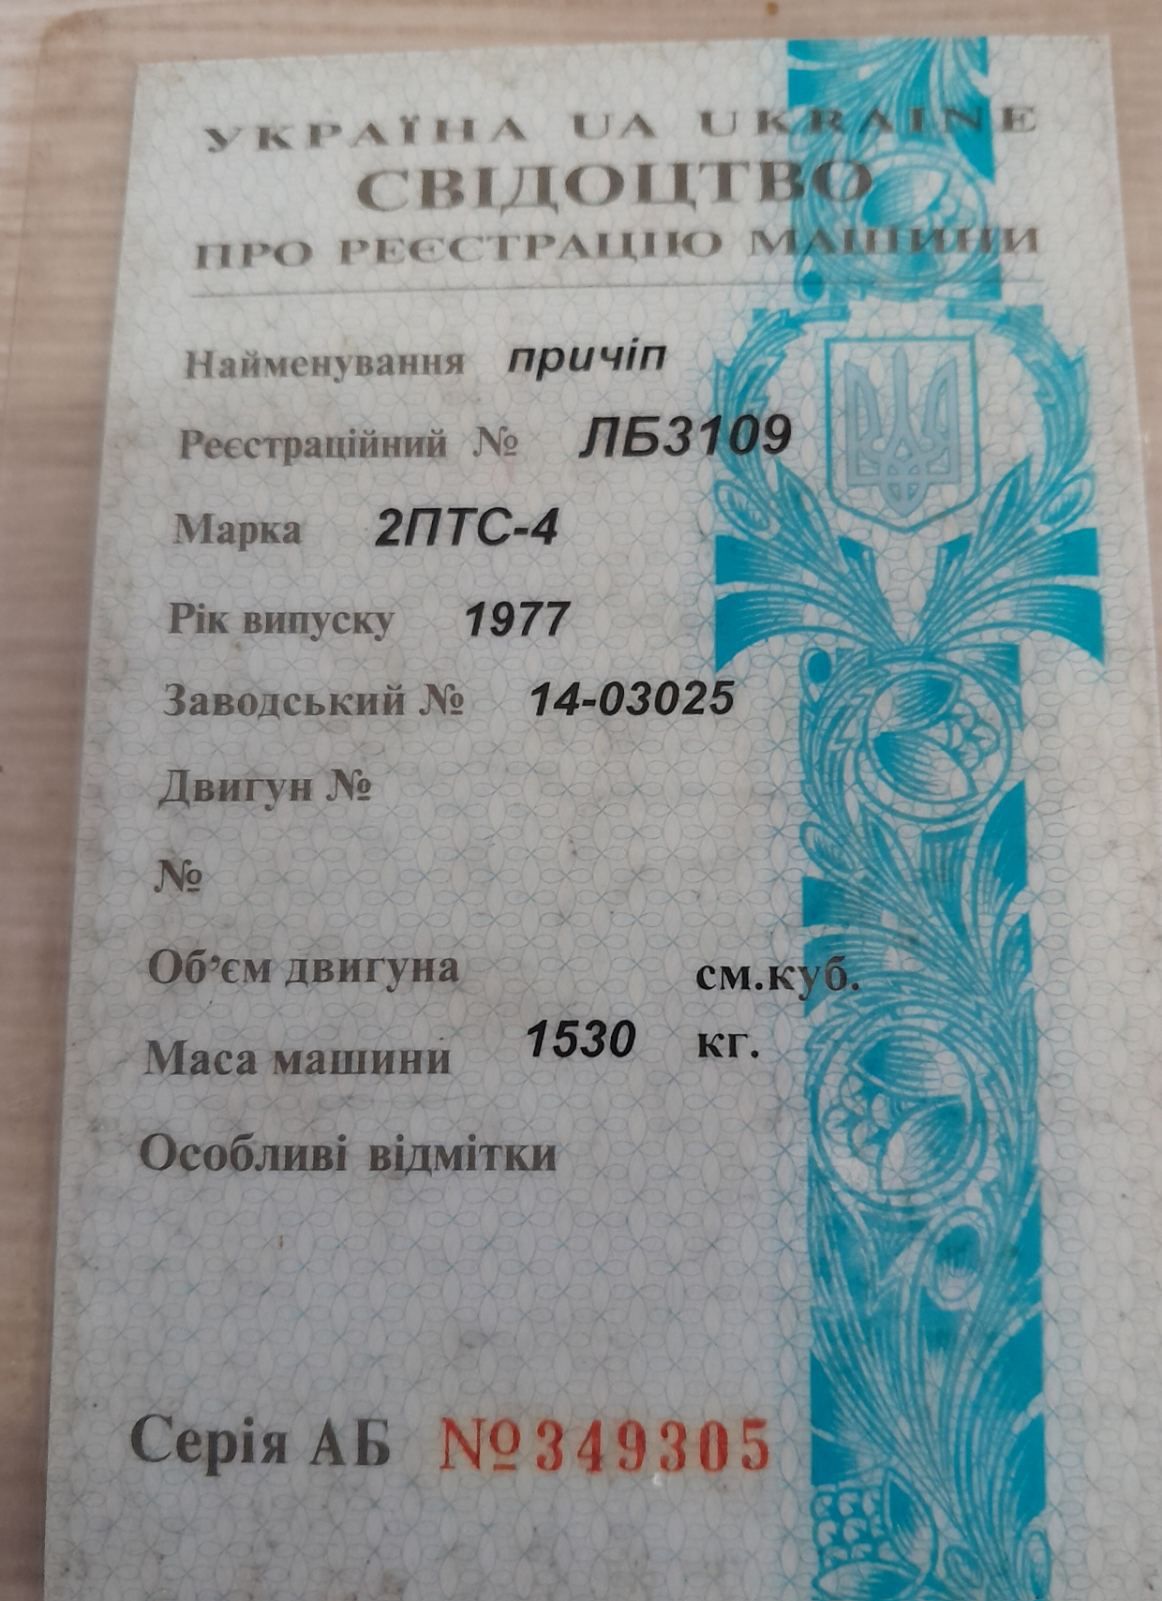 УКРАЇНА UA UKRAINE
СВІДОЦТВО
ПРО РЕЄСТРАЦІЮ МАШИНИ
Найменування причіп
Реєстраційний № ЛБ3109
Марка 2ПТС-4
Рік випуску 1977
Заводський № 14-03025
Двигун №
№
Об'єм двигуна см.куб.
Маса машини 1530 кг.
Особливі відмітки
Серія АБ №349305